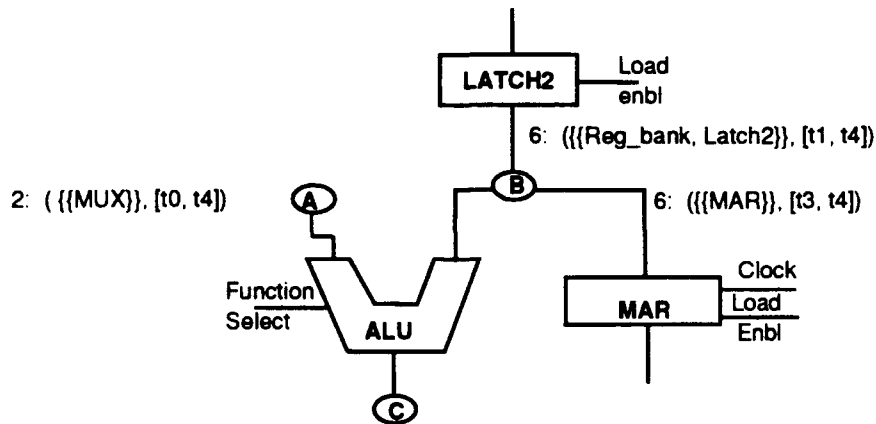 LATCH2
Load
enbl
6: ({{Reg_bank, Latch2}}, [t1, t4])
2: ( {{MUX}}, [t0, t4])
A
B
6: ({{MAR}}, [t3, t4])
Function
Select
ALU
Clock
MAR
Load
Enbl
C